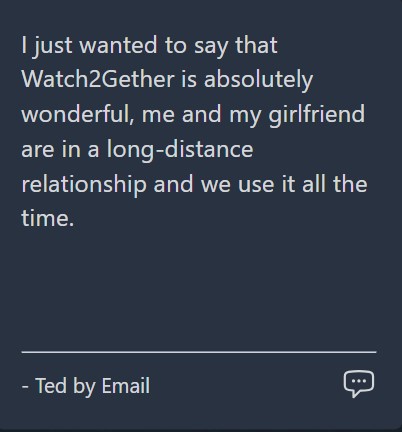 I just wanted to say that
Watch2Gether is absolutely
wonderful, me and my girlfriend
are in a long-distance
relationship and we use it all the
time.
- Ted by Email